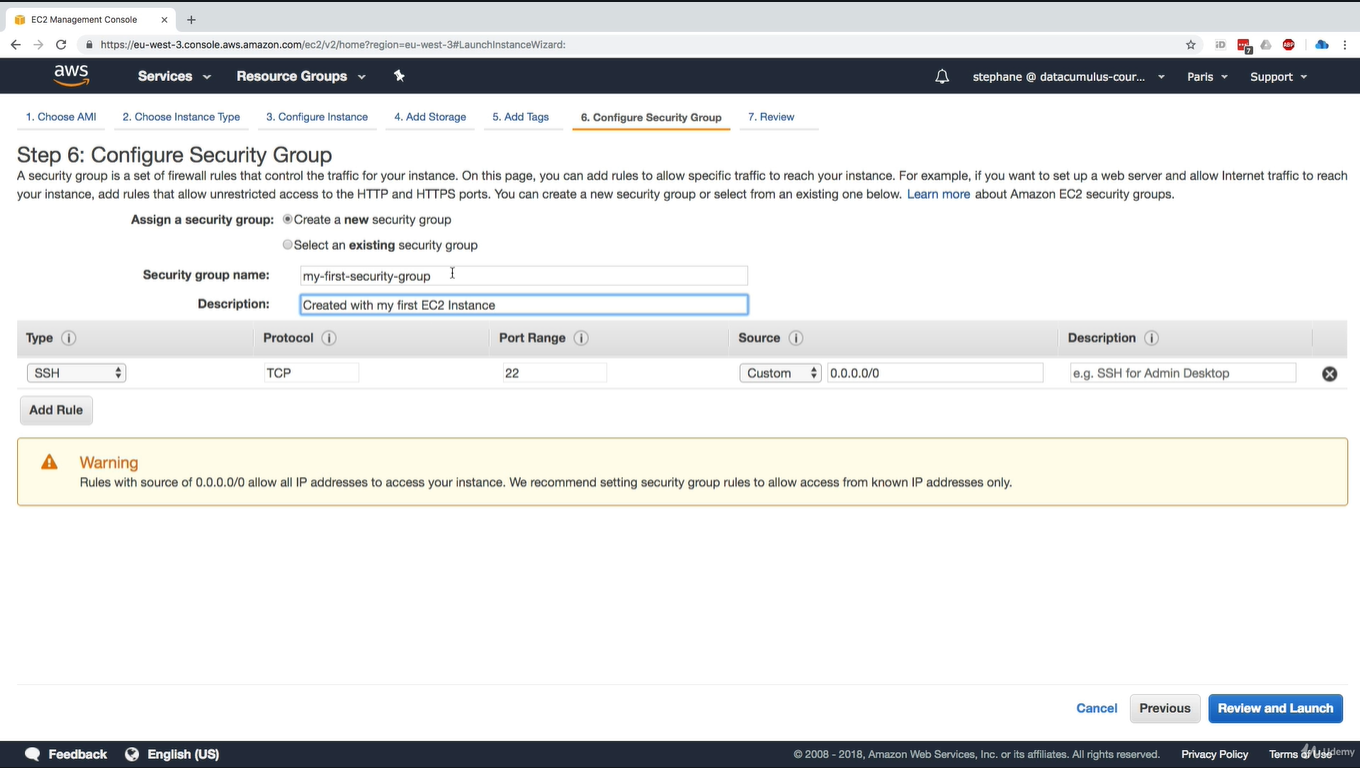 EC2 Management Console
https://eu-west-3.console.aws.amazon.com/ec2/v2/home?region=eu-west-3#LaunchInstanceWizard:
iD
7
ABP
aws
Services
Resource Groups
stephane @ datacumulus-cour...
Paris
Support
1. Choose AMI
2. Choose Instance Type
3. Configure Instance
4. Add Storage
5. Add Tags
6. Configure Security Group
7. Review
Step 6: Configure Security Group
A security group is a set of firewall rules that control the traffic for your instance. On this page, you can add rules to allow specific traffic to reach your instance. For example, if you want to set up a web server and allow Internet traffic to reach
your instance, add rules that allow unrestricted access to the HTTP and HTTPS ports. You can create a new security group or select from an existing one below. Learn more about Amazon EC2 security groups.
Assign a security group: Create a new security group
Select an existing security group
Security group name: my-first-security-group
Description: Created with my first EC2 Instance
Type Protocol Port Range Source Description
SSH TCP 22 Custom 0.0.0.0/0 e.g. SSH for Admin Desktop
Add Rule
Warning
Rules with source of 0.0.0.0/0 allow all IP addresses to access your instance. We recommend setting security group rules to allow access from known IP addresses only.
Cancel Previous Review and Launch
Feedback English (US) © 2008 - 2018, Amazon Web Services, Inc. or its affiliates. All rights reserved. Privacy Policy Terms of Use
Udemy